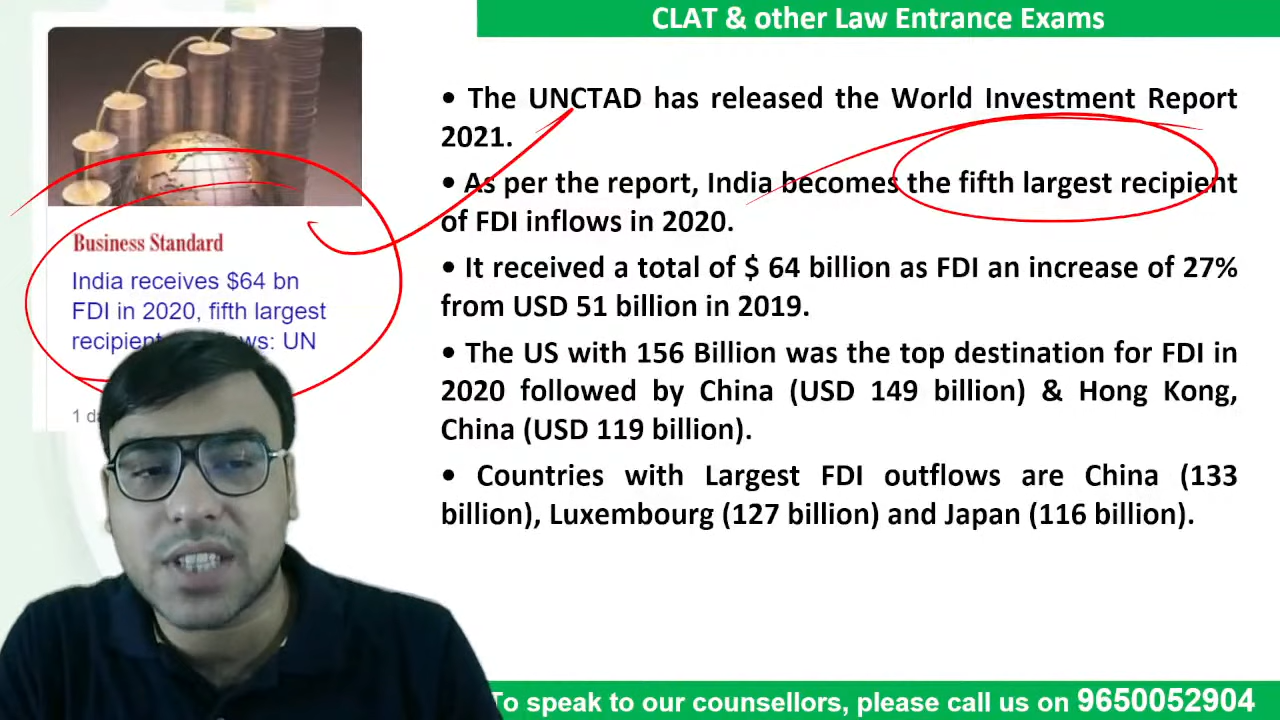 CLAT & other Law Entrance Exams
• The UNCTAD has released the World Investment Report
2021.
• As per the report, India becomes the fifth largest recipient
of FDI inflows in 2020.
• It received a total of $ 64 billion as FDI an increase of 27%
from USD 51 billion in 2019.
• The US with 156 Billion was the top destination for FDI in
2020 followed by China (USD 149 billion) & Hong Kong,
China (USD 119 billion).
• Countries with Largest FDI outflows are China (133
billion), Luxembourg (127 billion) and Japan (116 billion).
Business Standard
India receives $64 bn
FDI in 2020, fifth largest
recipient UN
1
To speak to our counsellors, please call us on 9650052904